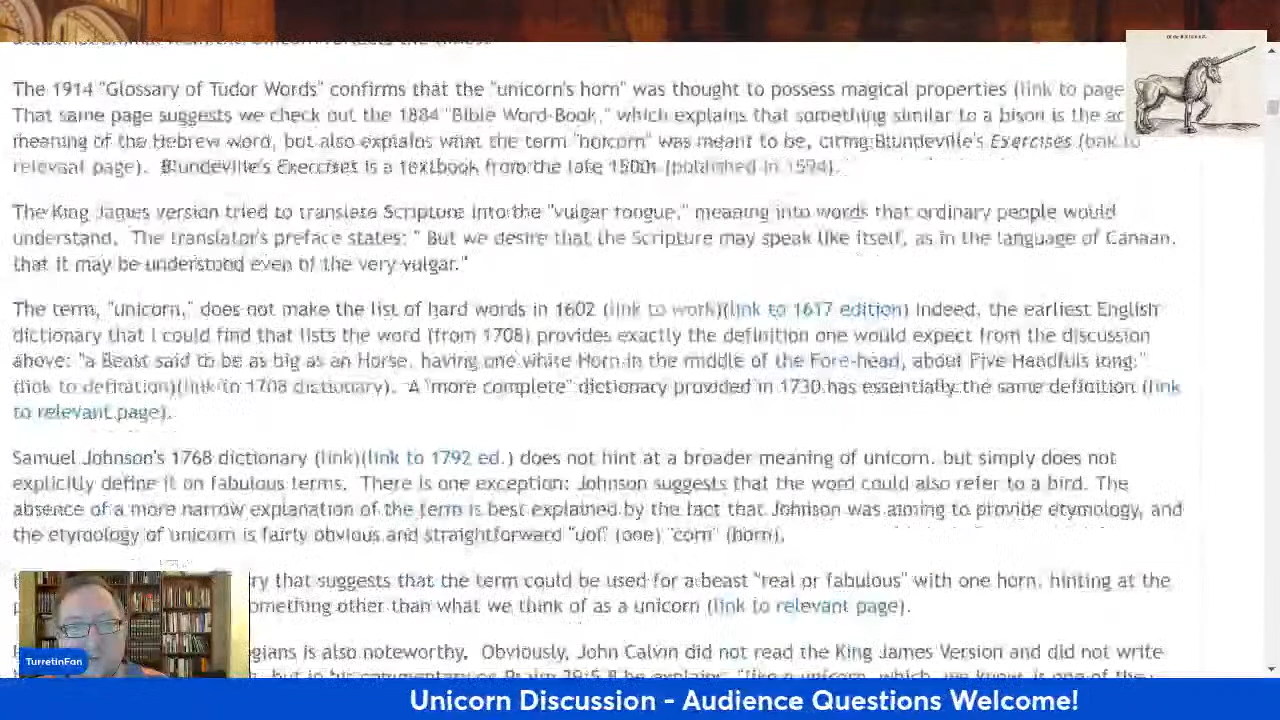 The 1914 "Glossary of Tudor Words" confirms that the "unicorn's horn" was thought to possess magical properties (link to page
That same page suggests we check out the 1884 "Bible Word-Book," which explains that something similar to a bison is the ac
meaning of the Hebrew word, but also explains what the term was meant to be, citing Blundeville's Exercises
relevant page). Blundeville's Exercises is a textbook from the late 1500s (published in 1594).
The King James version tried to translate Scripture into the "vulgar tongue," meaning into words that ordinary people would
understand. The translator's preface states: " But we desire that the Scripture may speak like itself, as in the language of Canaan,
that it may be understood even of the very vulgar."
The term, "unicorn," does not make the list of hard words in 1602 (link to work)(link to 1617 edition) Indeed, the earliest English
dictionary that I could find that lists the word (from 1708) provides exactly the definition one would expect from the discussion
above: "a Beast said to be as big as an Horse, having one white Horn in the middle of the Fore-head, about Five Handfuls long:"
(link to definition)(link to 1708 dictionary). A "more complete" dictionary provided in 1730 has essentially the same definition (link
to relevant page).
Samuel Johnson's 1768 dictionary (link)(link to 1792 ed.) does not hint at a broader meaning of unicorn, but simply does not
explicitly define it on fabulous terms. There is one exception: Johnson suggests that the word could also refer to a bird. The
absence of a more narrow explanation of the term is best explained by the fact that Johnson was aiming to provide etymology, and
the etymology of unicorn is fairly obvious and straightforward (one) "corn" (horn).
ry that suggests that the term could be used for a beast "real or fabulous" with one horn, hinting at the
omething other than what we think of as a unicorn (link to relevant page).
gians is also noteworthy. Obviously, John Calvin did not read the King James Version and did not write
TurretinFan
Unicorn Discussion - Audience Questions Welcome!